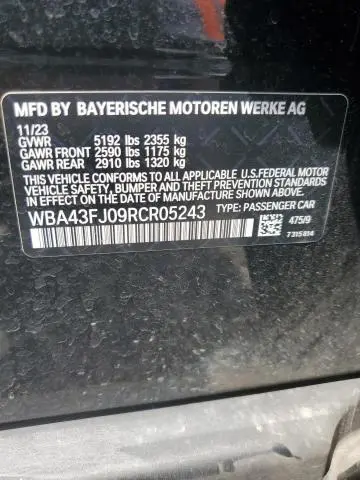 MFD BY BAYERISCHE MOTOREN WERKE AG
11/23
GVWR 5192 lbs 2355 kg
GAWR FRONT 2590 lbs 1175 kg
GAWR REAR 2910 lbs 1320 kg
THIS VEHICLE CONFORMS TO ALL APPLICABLE U.S.FEDERAL MOTOR
VEHICLE SAFETY, BUMPER, AND THEFT PREVENTION STANDARDS IN
EFFECT ON THE DATE OF MANUFACTURE SHOWN ABOVE.
WBA43FJ09RCR05243 TYPE: PASSENGER CAR
475/9
7315814